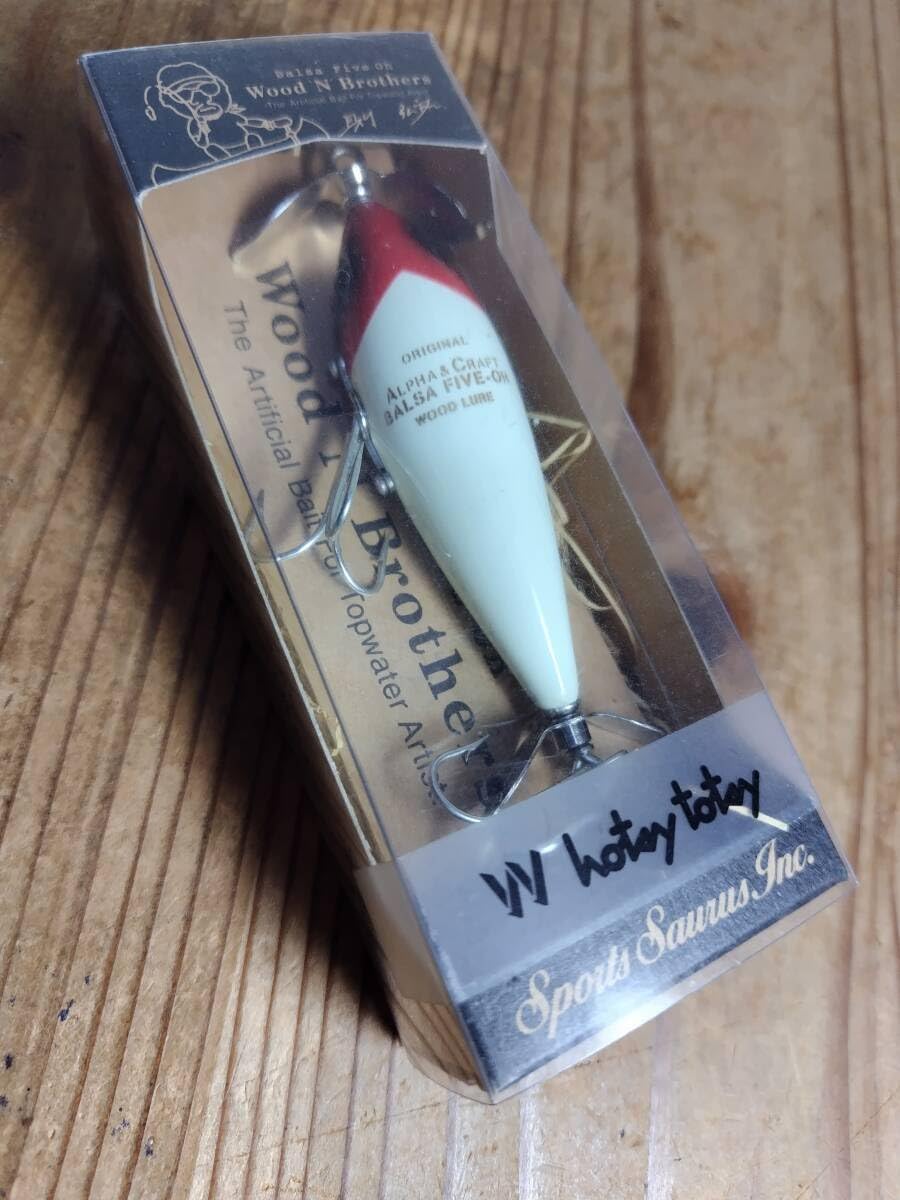 Balsa Five-Oh
Wood 'N Brothers
The Artificial Bait For Topwater Artist
ORIGINAL
ALPHA & CRAFT
BALSA FIVE-OH
WOOD LURE
Wood
Brothers
The Artificial Bait For Topwater Artist
W hotsy totsy
Sports Saurus Inc.